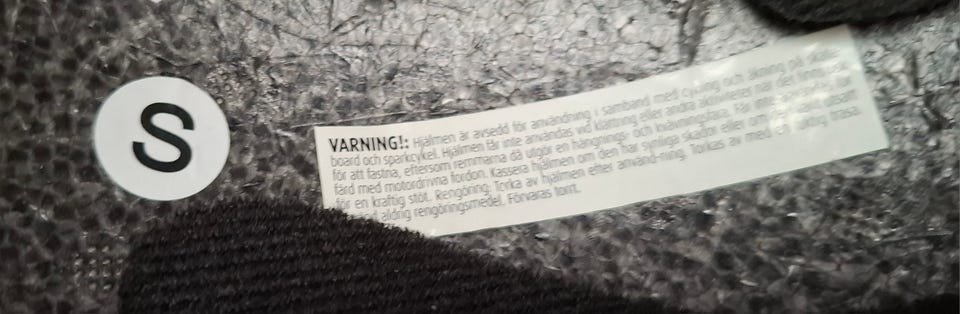 S
VARNING!: Hjälmen är avsedd för användning i samband med cykling och åkning på skate-
board och sparkcykel. Hjälmen får inte användas vid klättring eller andra aktiviteter när det finns risk
för att fastna, eftersom remmarna då utgör en hängnings- och kvävningsfara. Får inte användas vid
färd med motordrivna fordon. Kassera hjälmen om den har synliga skador eller om den utsatt
för en kraftig stöt. Rengöring: Torka av hjälmen efter använd-ning. Torkas av med en fuktig trasa.
aldrig rengöringsmedel. Förvaras torrt.